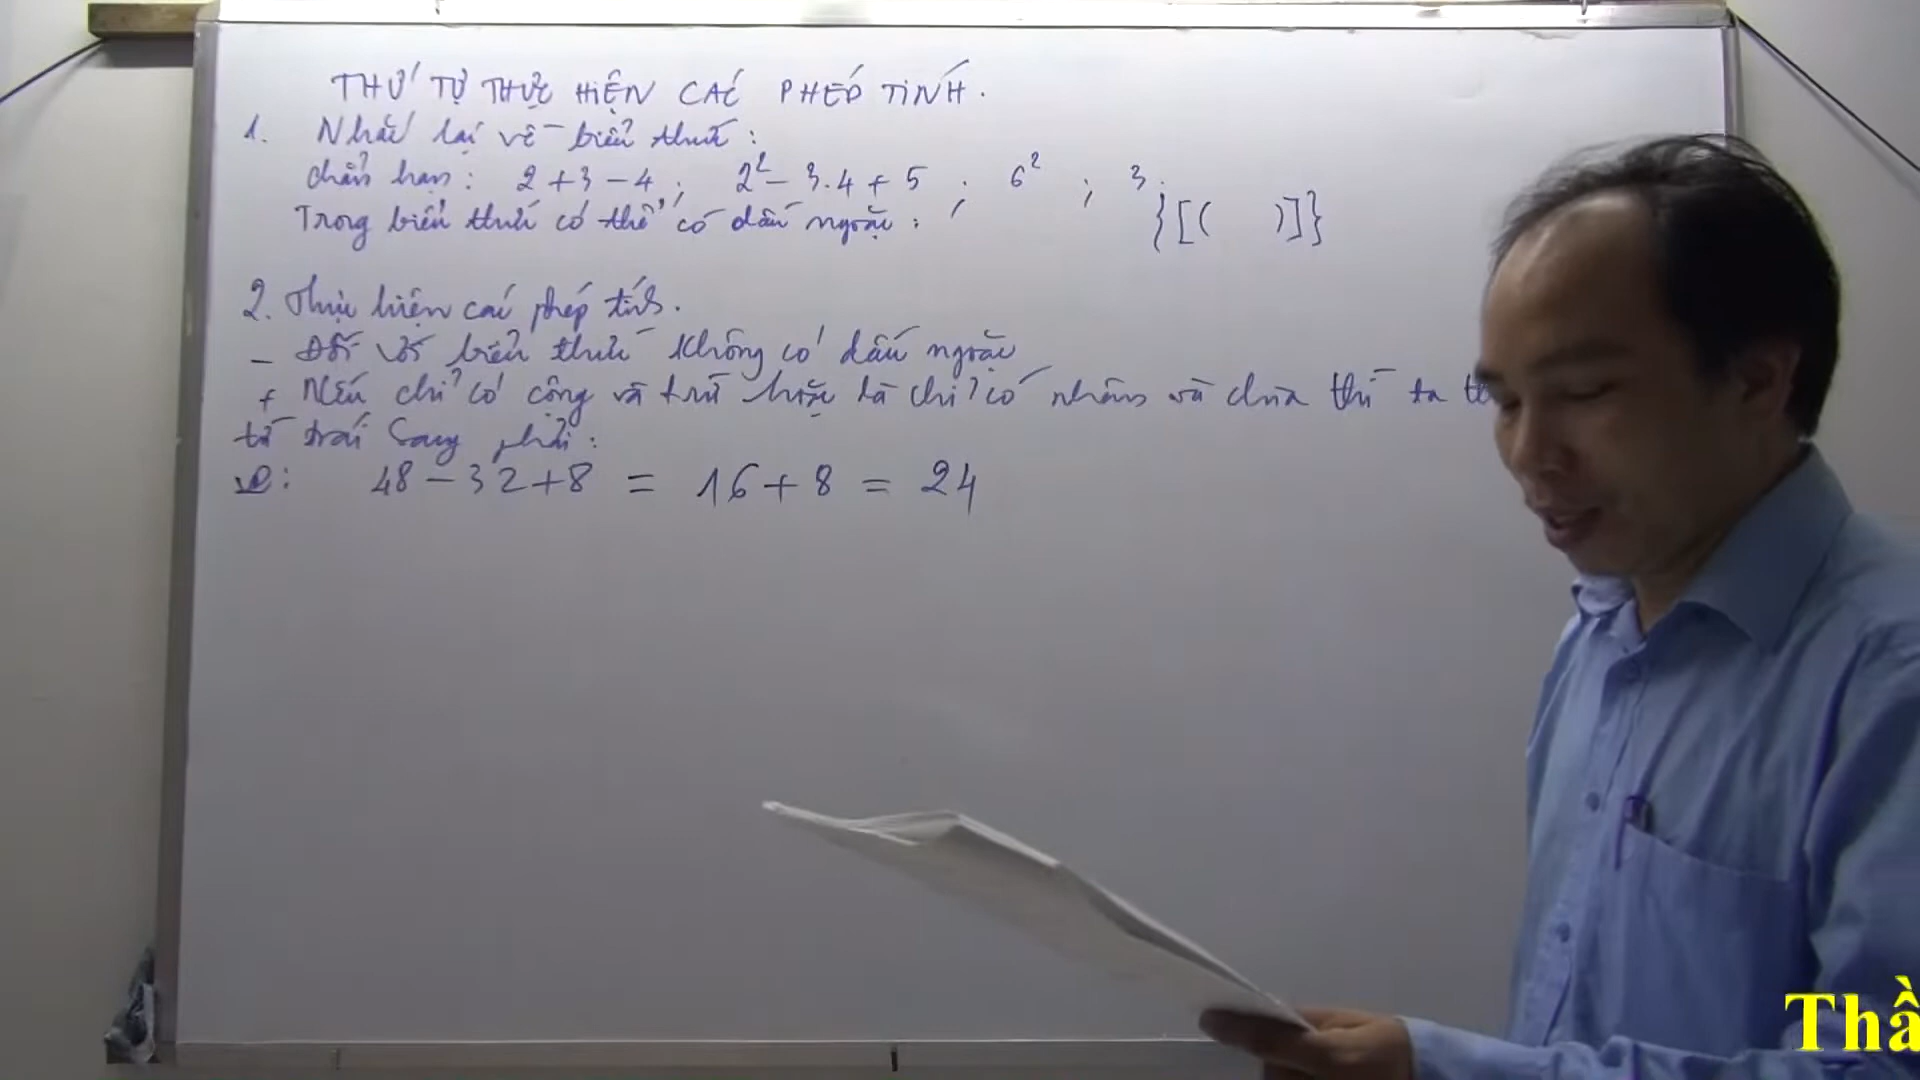 THỨ TỰ THỰC HIỆN CÁC PHÉP TÍNH.
1. Nhắc lại về biểu thức:
chẳn hạn: 2 + 3 - 4 ; 2² - 3.4 + 5 ; 6² ; 3.
Trong biểu thức có thể có dấu ngoặc: {[( )]}
2. Thực hiện các phép tính.
- Đối với biểu thức không có dấu ngoặc
+ Nếu chỉ có cộng và trừ hoặc là chỉ có nhân và chia thì ta
từ trái sang phải:
VD: 48 - 32 + 8 = 16 + 8 = 24
Thầ